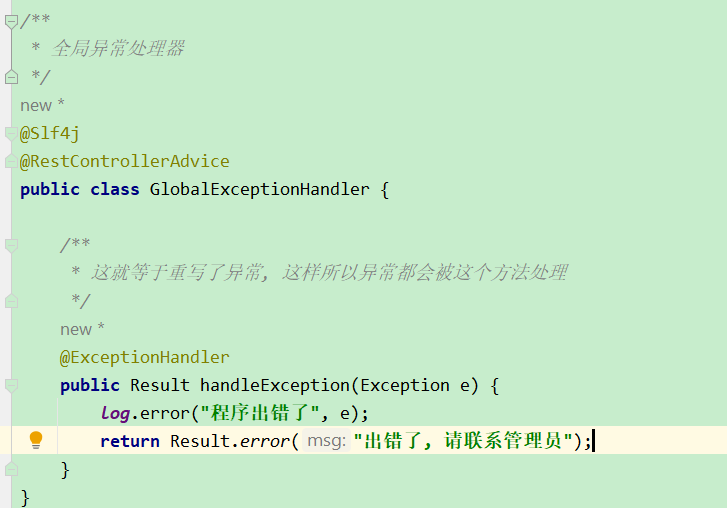 /**
 * 全局异常处理器
 */
new *
@Slf4j
@RestControllerAdvice
public class GlobalExceptionHandler {
    /**
     * 这就等于重写了异常, 这样所以异常都会被这个方法处理
     */
    new *
    @ExceptionHandler
    public Result handleException(Exception e) {
        log.error("程序出错了", e);
        return Result.error( msg: "出错了, 请联系管理员");
    }
}